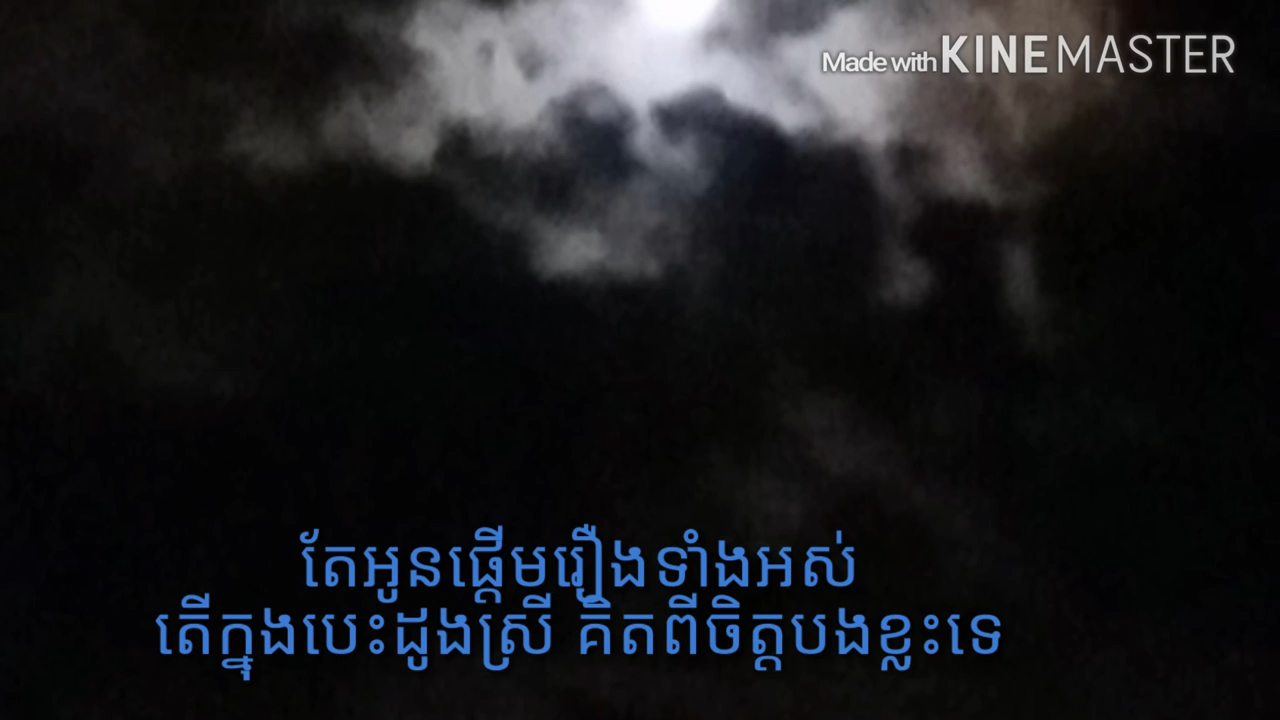 Made with KINEMASTER
តែអូនផ្ដើមរឿងទាំងអស់
តើក្នុងបេះដូងស្រី គិតពីចិត្តបងខ្លះទេ